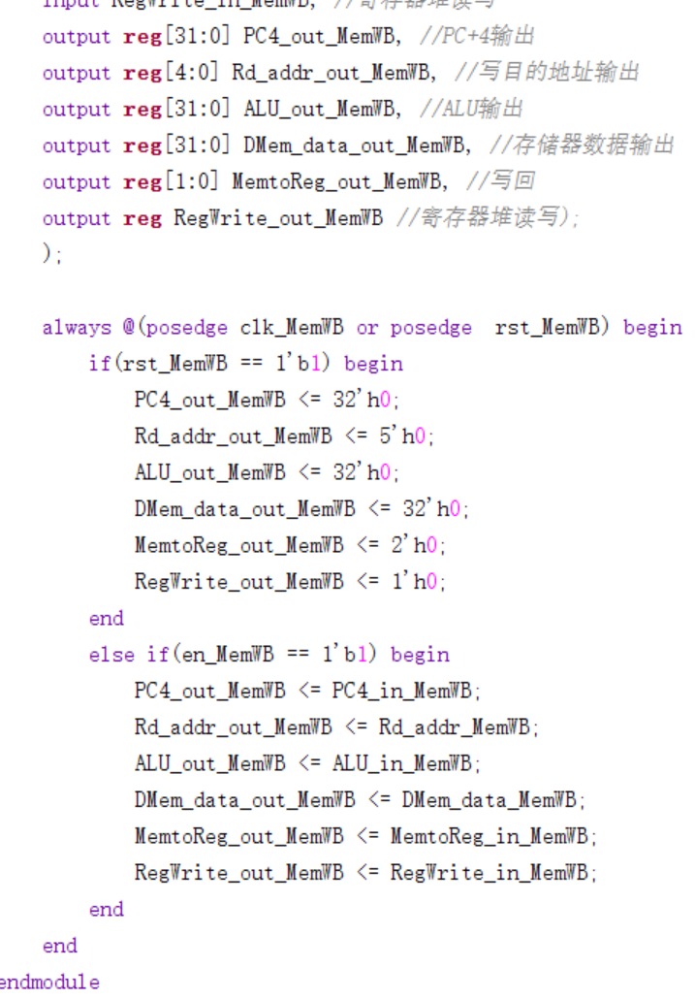 input RegWrite_in_MemWB, //寄存器堆读写
output reg[31:0] PC4_out_MemWB, //PC+4输出
output reg[4:0] Rd_addr_out_MemWB, //写目的地址输出
output reg[31:0] ALU_out_MemWB, //ALU输出
output reg[31:0] DMem_data_out_MemWB, //存储器数据输出
output reg[1:0] MemtoReg_out_MemWB, //写回
output reg RegWrite_out_MemWB //寄存器堆读写);
);
always @(posedge clk_MemWB or posedge  rst_MemWB) begin
if(rst_MemWB == 1'b1) begin
PC4_out_MemWB <= 32'h0;
Rd_addr_out_MemWB <= 5'h0;
ALU_out_MemWB <= 32'h0;
DMem_data_out_MemWB <= 32'h0;
MemtoReg_out_MemWB <= 2'h0;
RegWrite_out_MemWB <= 1'h0;
end
else if(en_MemWB == 1'b1) begin
PC4_out_MemWB <= PC4_in_MemWB;
Rd_addr_out_MemWB <= Rd_addr_MemWB;
ALU_out_MemWB <= ALU_in_MemWB;
DMem_data_out_MemWB <= DMem_data_MemWB;
MemtoReg_out_MemWB <= MemtoReg_in_MemWB;
RegWrite_out_MemWB <= RegWrite_in_MemWB;
end
end
endmodule